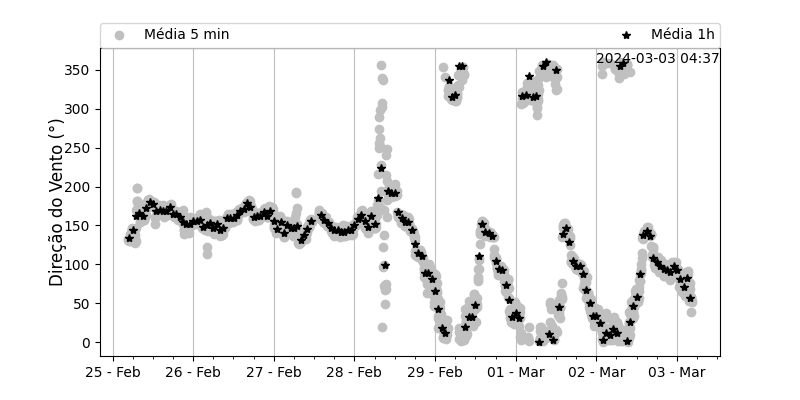 Média 5 min
Média 1h
2024-03-03 04:37
Direção do Vento (°)
350
300
250
200
150
100
50
0
25 - Feb
26 - Feb
27 - Feb
28 - Feb
29 - Feb
01 - Mar
02 - Mar
03 - Mar